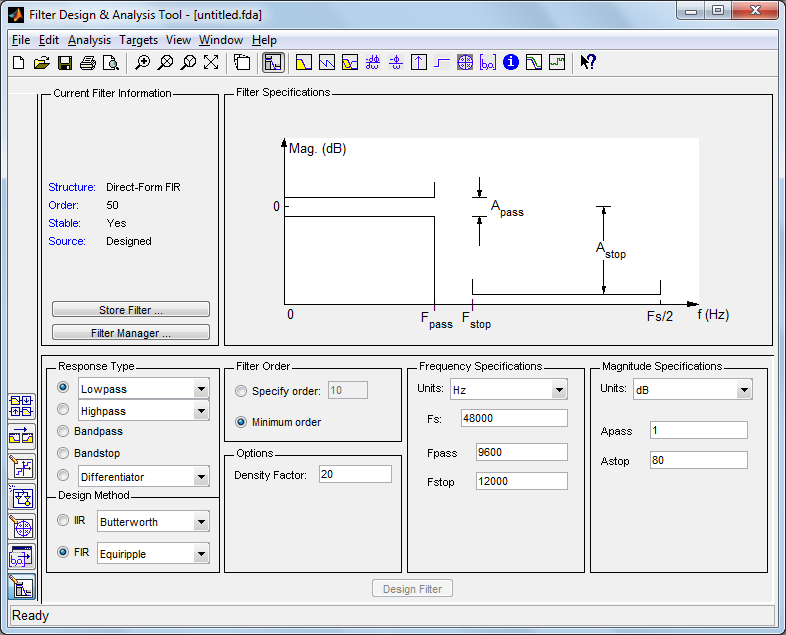 Filter Design & Analysis Tool - [untitled.fda]
File Edit Analysis Targets View Window Help
Current Filter Information
Structure: Direct-Form FIR
Order: 50
Stable: Yes
Source: Designed
Store Filter ...
Filter Manager ...
Filter Specifications
Mag. (dB)
0
A pass
A stop
0
F pass
F stop
Fs/2
f (Hz)
Response Type
Lowpass
Highpass
Bandpass
Bandstop
Differentiator
Design Method
IIR Butterworth
FIR Equiripple
Filter Order
Specify order: 10
Minimum order
Options
Density Factor: 20
Frequency Specifications
Units: Hz
Fs: 48000
Fpass 9600
Fstop 12000
Magnitude Specifications
Units: dB
Apass 1
Astop 80
Design Filter
Ready